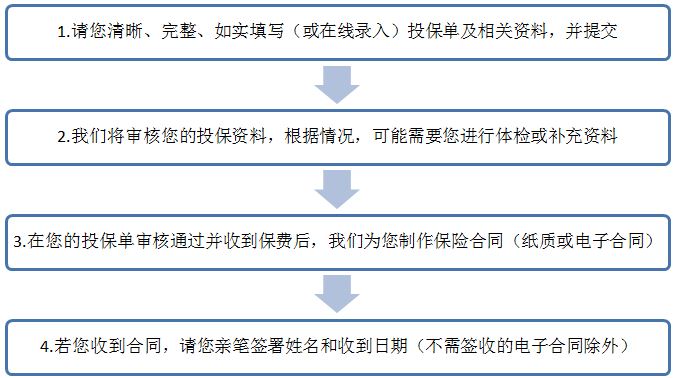 1.请您清晰、完整、如实填写（或在线录入）投保单及相关资料，并提交
2.我们将审核您的投保资料，根据情况，可能需要您进行体检或补充资料
3.在您的投保单审核通过并收到保费后，我们为您制作保险合同（纸质或电子合同）
4.若您收到合同，请您亲笔签署姓名和收到日期（不需签收的电子合同除外）